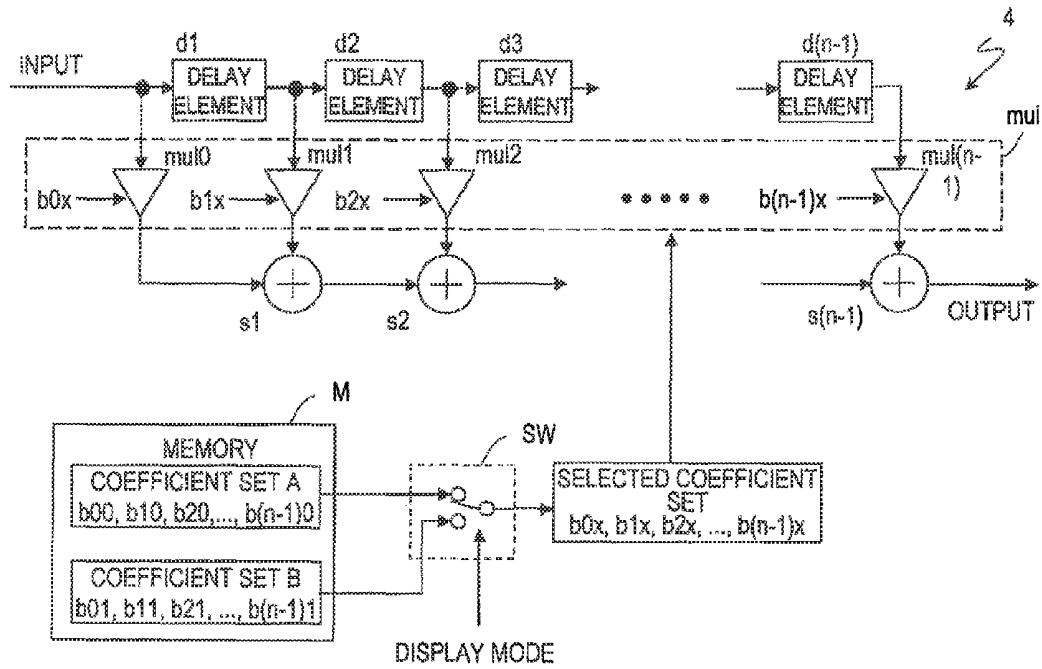 4
d1 d2 d3 d(n-1)
INPUT
DELAY ELEMENT
DELAY ELEMENT
DELAY ELEMENT
DELAY ELEMENT
mul
mul0 mul1 mul2 mul(n-
1)
b0x b1x b2x b(n-1)x
+ + +
s1 s2 s(n-1) OUTPUT
M
MEMORY
COEFFICIENT SET A
b00, b10, b20,..., b(n-1)0
COEFFICIENT SET B
b01, b11, b21, ..., b(n-1)1
SW
SELECTED COEFFICIENT
SET
b0x, b1x, b2x, ..., b(n-1)x
DISPLAY MODE